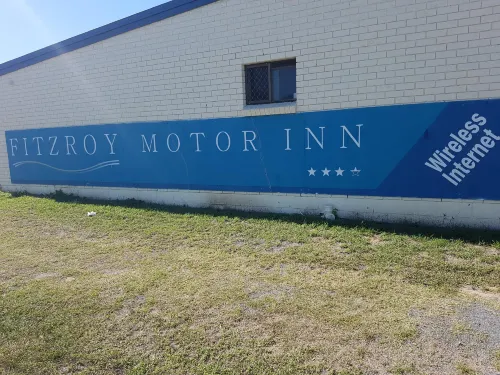 FITZROY MOTOR INN
Wireless
Internet